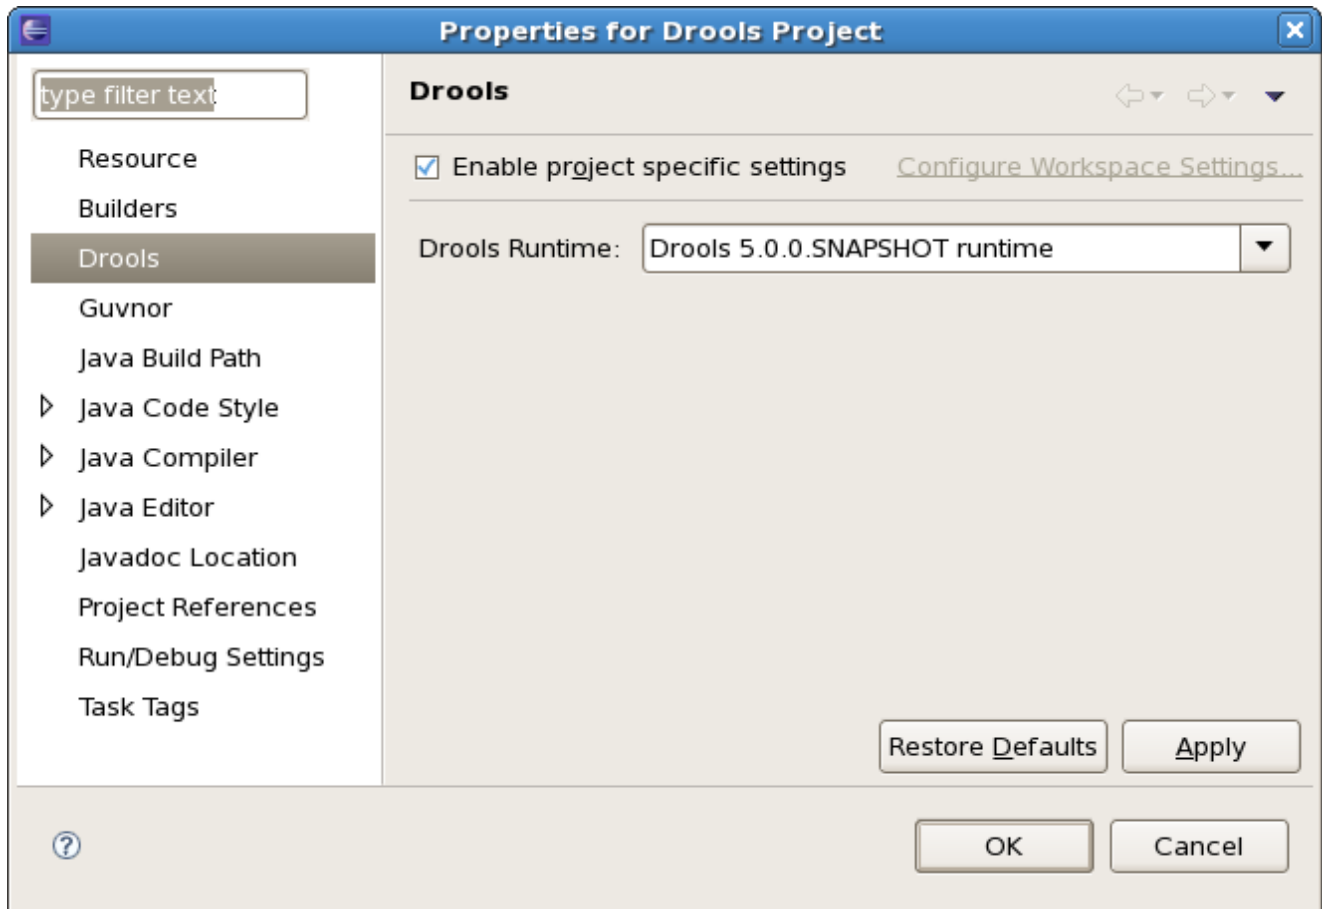 Properties for Drools Project
type filter text
Resource
Builders
Drools
Guvnor
Java Build Path
Java Code Style
Java Compiler
Java Editor
Javadoc Location
Project References
Run/Debug Settings
Task Tags
Drools
Enable project specific settings
Configure Workspace Settings...
Drools Runtime: Drools 5.0.0.SNAPSHOT runtime
Restore Defaults
Apply
OK
Cancel